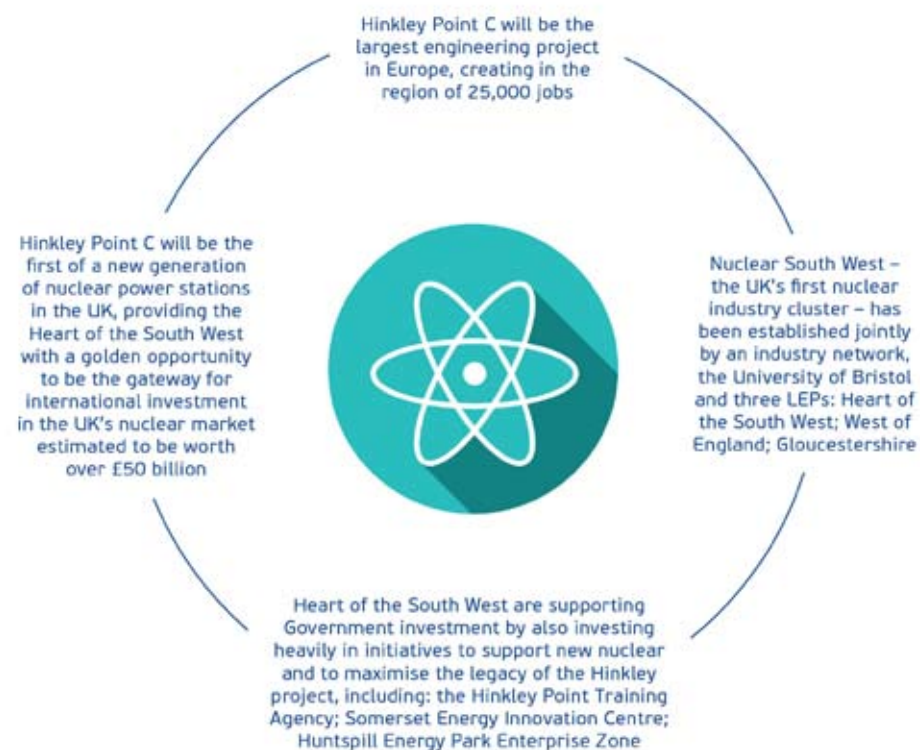 Hinkley Point C will be the
largest engineering project
in Europe, creating in the
region of 25,000 jobs
Nuclear South West –
the UK's first nuclear
industry cluster – has
been established jointly
by an industry network,
the University of Bristol
and three LEPs: Heart of
the South West; West of
England; Gloucestershire
Heart of the South West are supporting
Government investment by also investing
heavily in initiatives to support new nuclear
and to maximise the legacy of the Hinkley
project, including: the Hinkley Point Training
Agency; Somerset Energy Innovation Centre;
Huntspill Energy Park Enterprise Zone
Hinkley Point C will be the
first of a new generation
of nuclear power stations
in the UK, providing the
Heart of the South West
with a golden opportunity
to be the gateway for
international investment
in the UK's nuclear market
estimated to be worth
over £50 billion